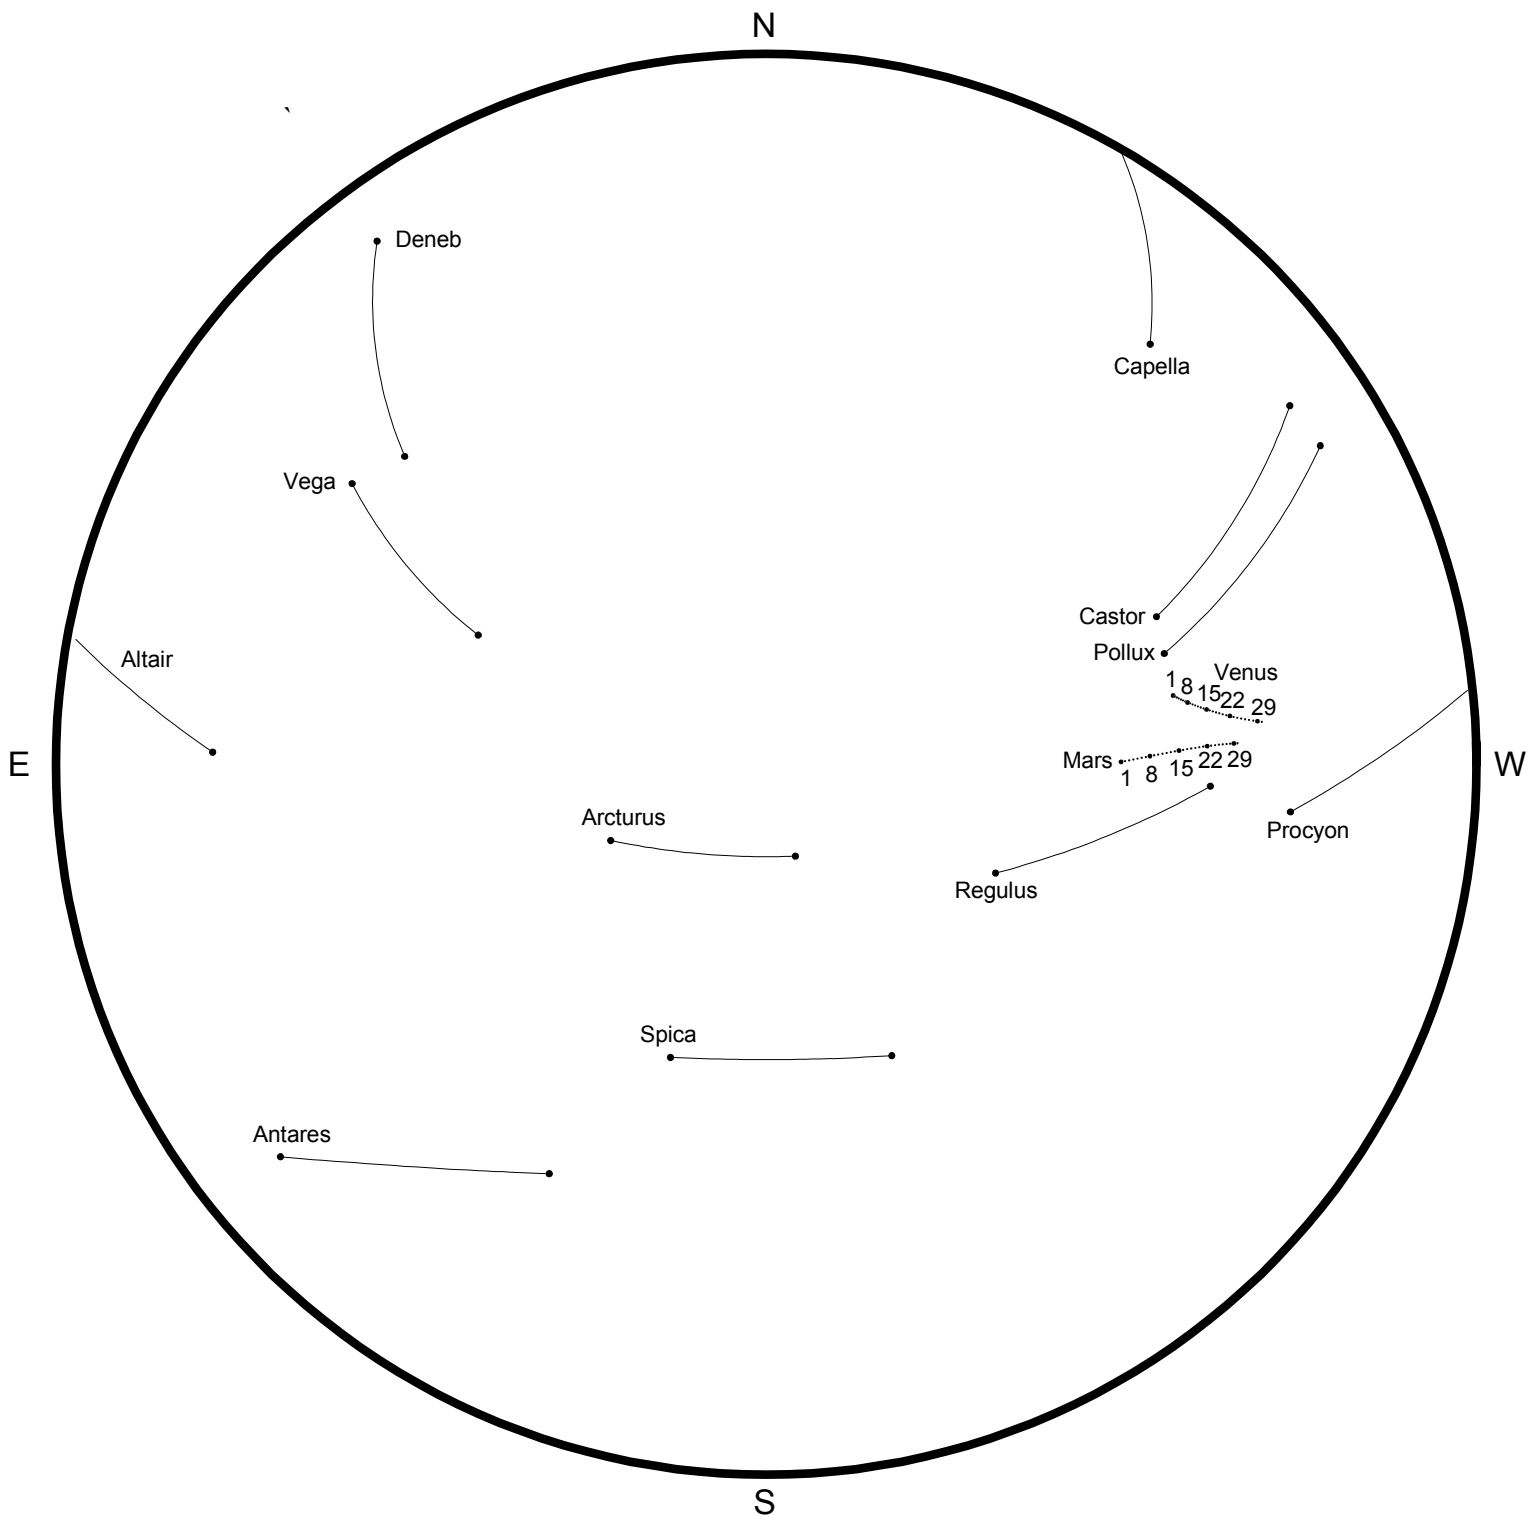 N
`
Deneb
Capella
Vega
Castor
Pollux
Altair
Venus
1 8 15 22 29
E
Mars
W
1 8 15 22 29
Arcturus
Procyon
Regulus
Spica
Antares
S